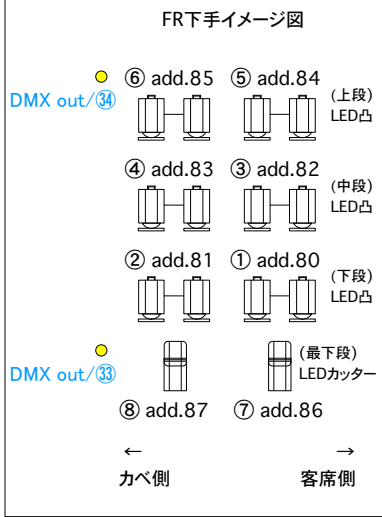 FR下手イメージ図
⑥ add.85 ⑤ add.84
DMX out/㉞
(上段)
LED凸
④ add.83 ③ add.82
(中段)
LED凸
② add.81 ① add.80
(下段)
LED凸
(最下段)
DMX out/㉝
LEDカッター
⑧ add.87 ⑦ add.86
← →
カベ側 客席側